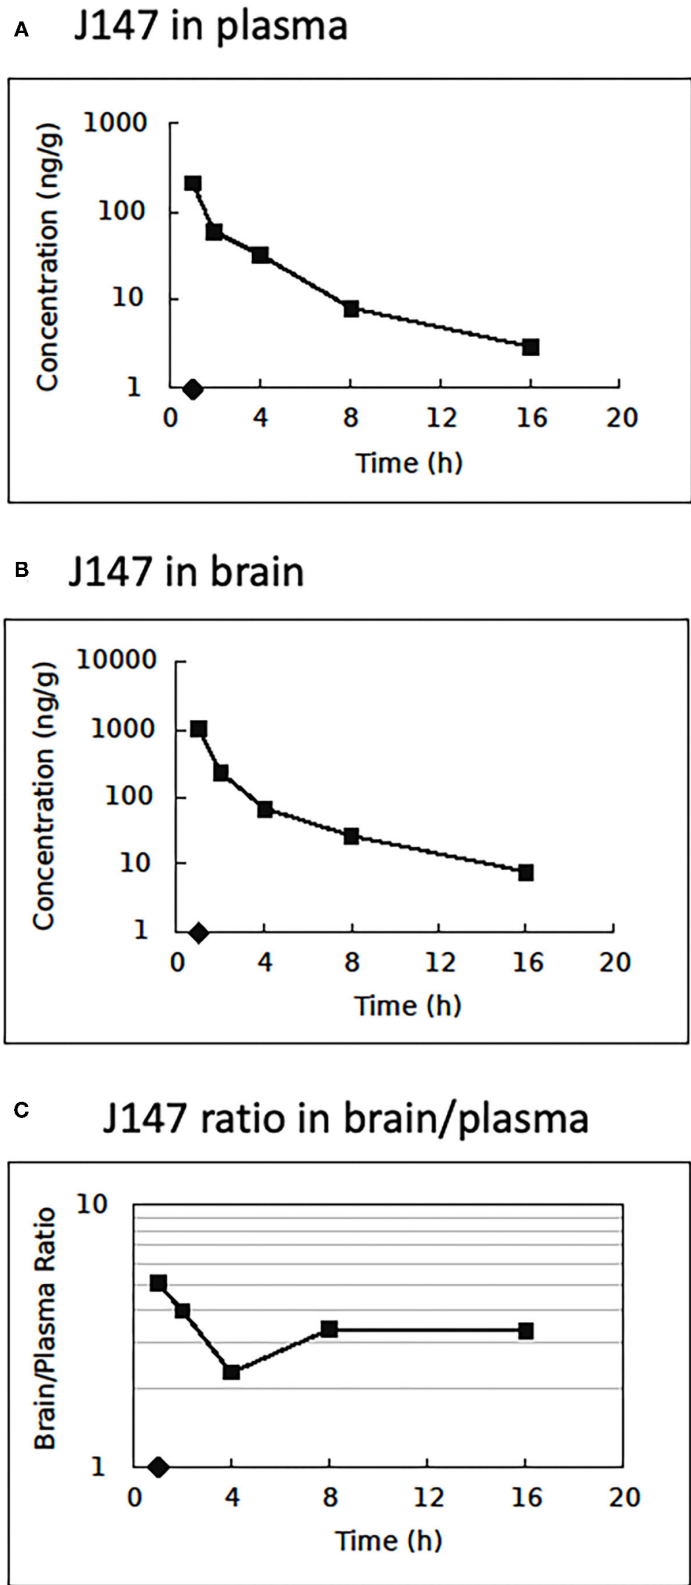 A J147 in plasma
Concentration (ng/g)
1000
100
10
1
0 4 8 12 16 20
Time (h)
B J147 in brain
Concentration (ng/g)
10000
1000
100
10
1
0 4 8 12 16 20
Time (h)
C J147 ratio in brain/plasma
Brain/Plasma Ratio
10
1
0 4 8 12 16 20
Time (h)